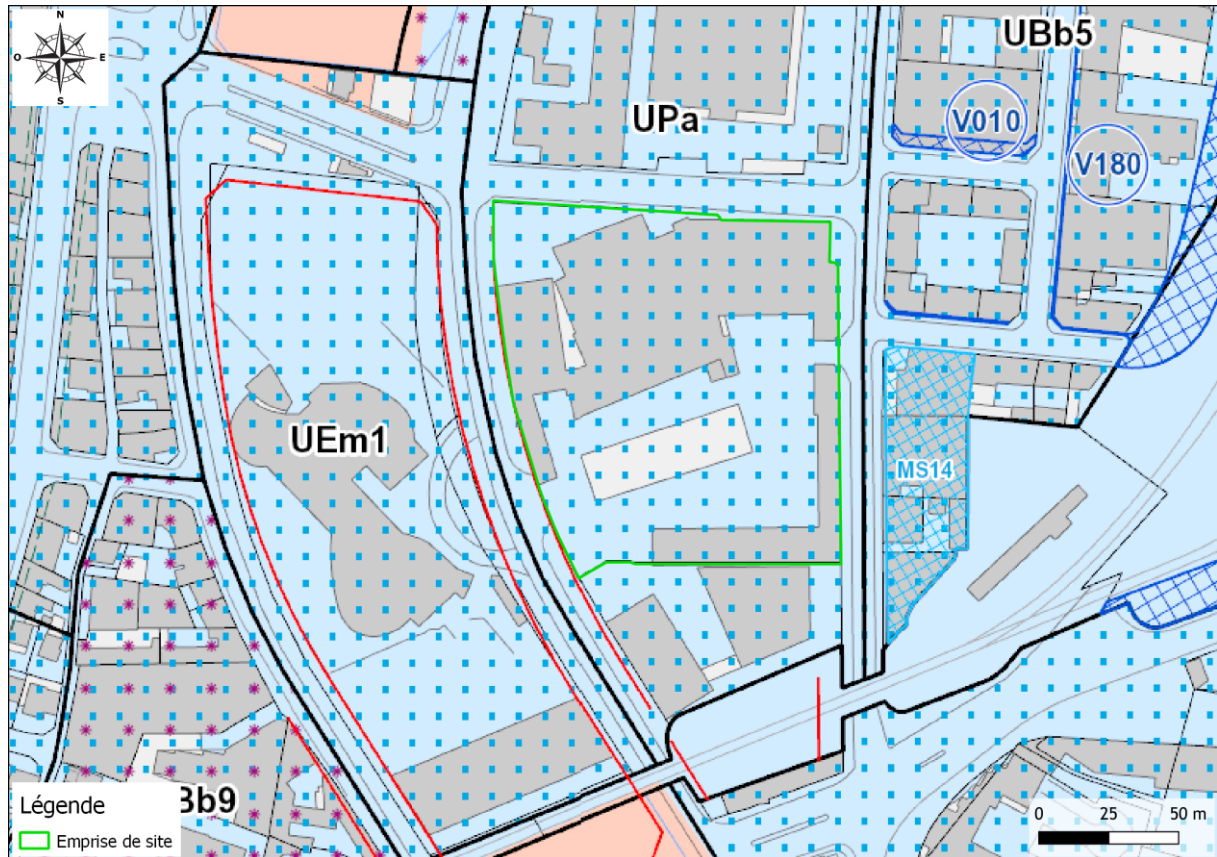 N
O
E
S
UBb5
UPa
V010
V180
UEm1
MS14
Bb9
Légende
Emprise de site
0 25 50 m